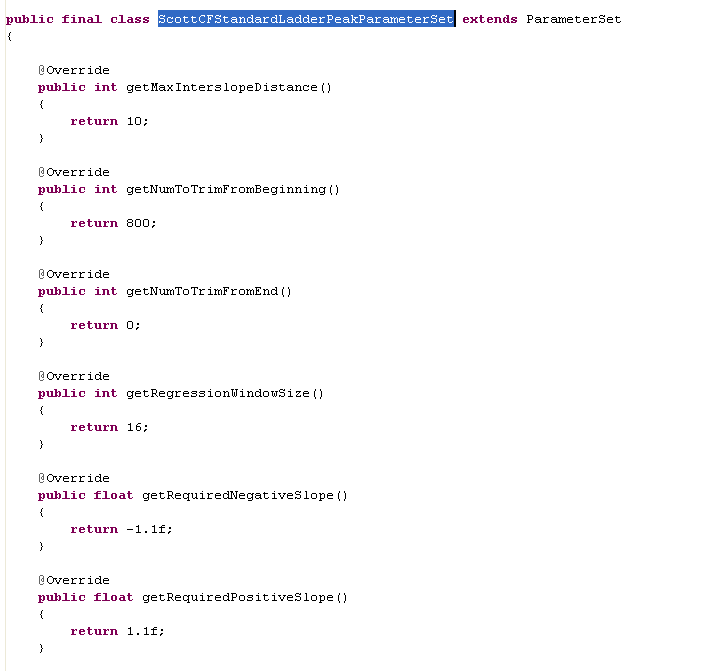 public final class ScottCFStandardLadderPeakParameterSet extends ParameterSet
{
@Override
public int getMaxInterslopeDistance()
{
return 10;
}
@Override
public int getNumToTrimFromBeginning()
{
return 800;
}
@Override
public int getNumToTrimFromEnd()
{
return 0;
}
@Override
public int getRegressionWindowSize()
{
return 16;
}
@Override
public float getRequiredNegativeSlope()
{
return -1.1f;
}
@Override
public float getRequiredPositiveSlope()
{
return 1.1f;
}